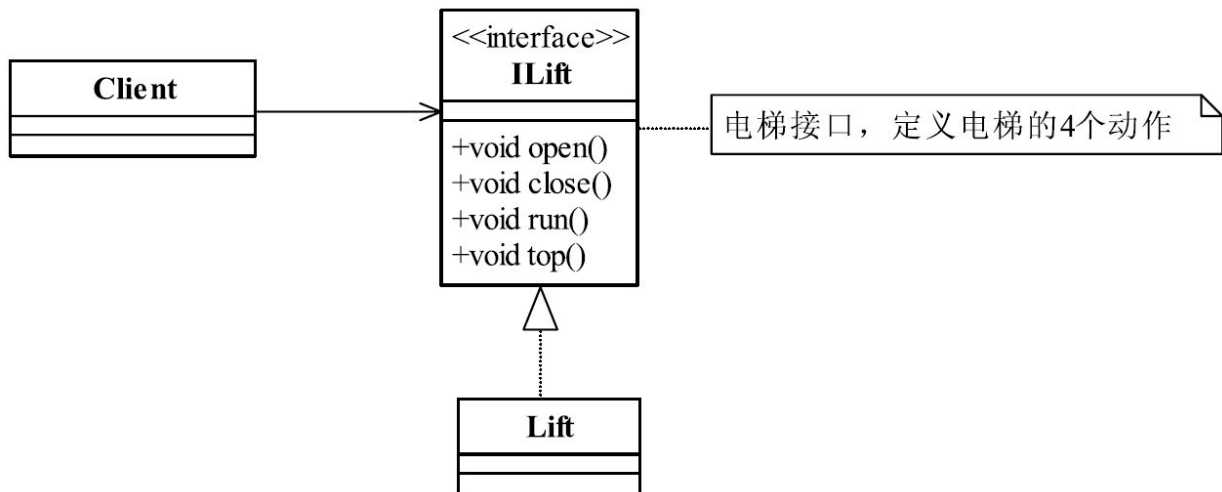 Client
<<interface>>
ILift
+void open()
+void close()
+void run()
+void top()
电梯接口，定义电梯的4个动作
Lift